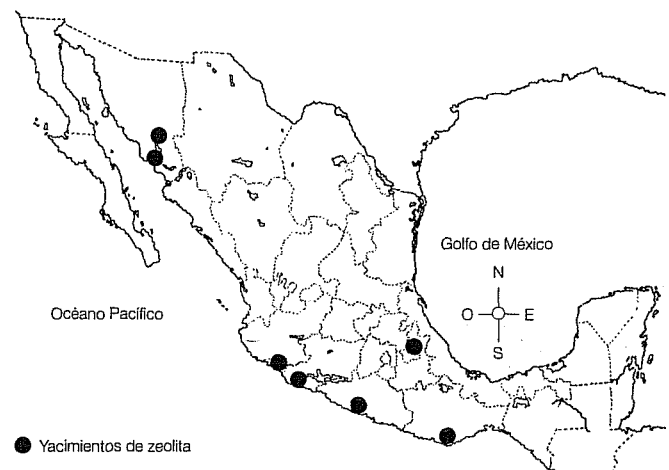 Golfo de México
N
O E
S
Océano Pacífico
Yacimientos de zeolita